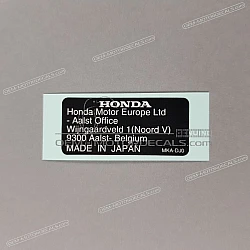 HONDA
Honda Motor Europe Ltd
- Aalst Office
Wijngaardveld 1(Noord V)
9300 Aalst- Belgium
MADE IN JAPAN
MKA-DJ0